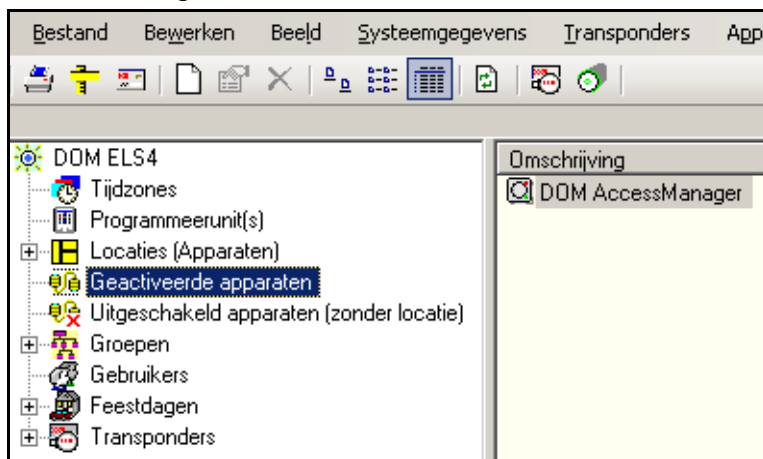 Bestand Bewerken Beeld Systeemgegevens Transponders App
DOM ELS4
Omschrijving
Tijdzones
DOM AccessManager
Programmeerunit(s)
Locaties (Apparaten)
Geactiveerde apparaten
Uitgeschakeld apparaten (zonder locatie)
Groepen
Gebruikers
Feestdagen
Transponders